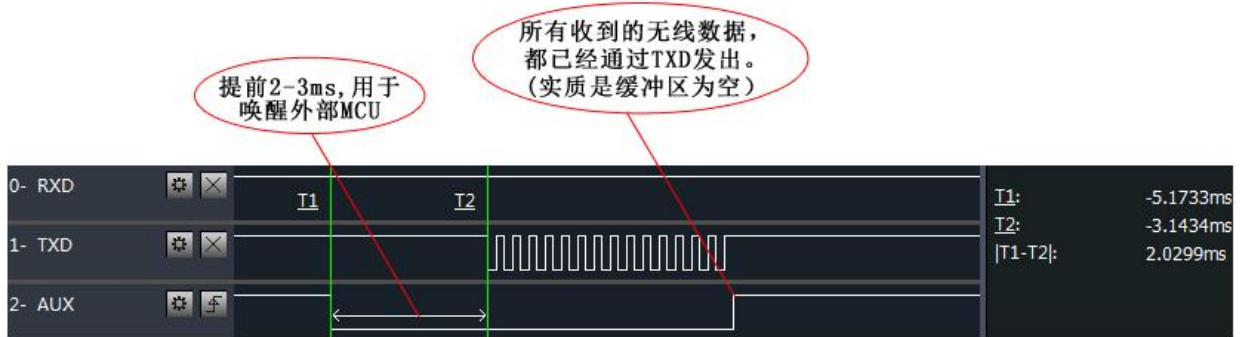 所有收到的无线数据，
都已经通过TXD发出。
(实质是缓冲区为空）
提前2-3ms,用于
唤醒外部MCU
0- RXD
T1
T2
1- TXD
2- AUX
T1: -5.1733ms
T2: -3.1434ms
|T1-T2|: 2.0299ms